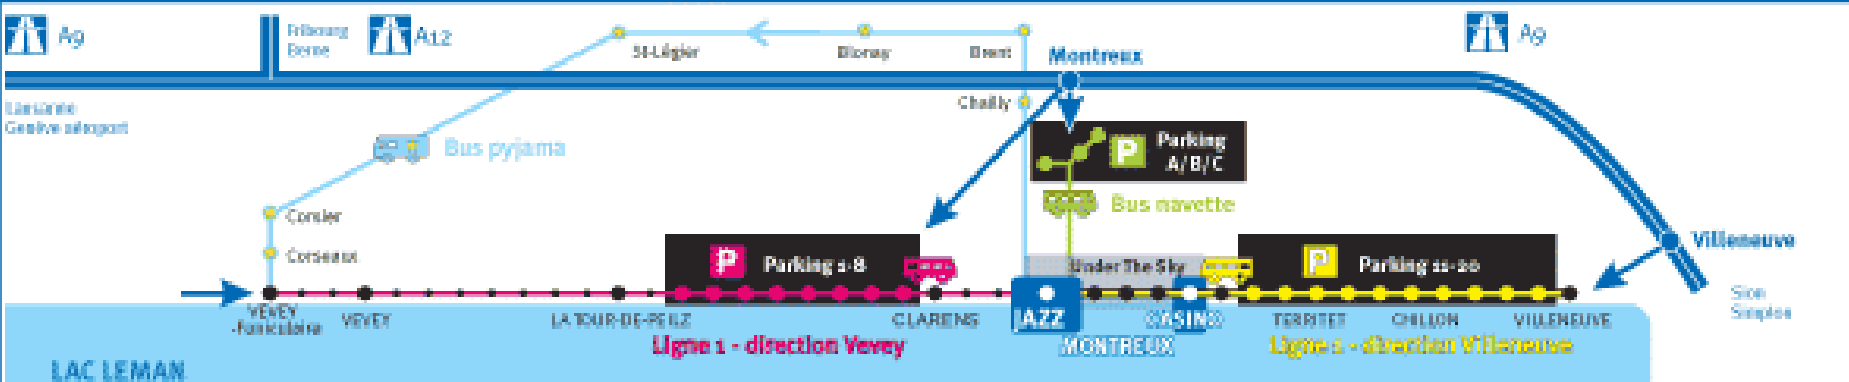 A9
Fribourg
Berne
A12
St-Légier
Blonay
Brent
Montreux
A9
Lausanne
Genève aéroport
Chailly
Bus pyjama
P Parking
A/B/C
Bus navette
Corsier
Corseaux
P Parking 1-8
Under The Sky
P Parking 11-20
Villeneuve
VEVEY
-Funiculaire
VEVEY
LA TOUR-DE-PEILZ
CLARENS
JAZZ
CASINO
TERRITET
CHILLON
VILLENEUVE
Sion
Simplon
Ligne 1 - direction Vevey
MONTREUX
Ligne 1 - direction Villeneuve
LAC LEMAN